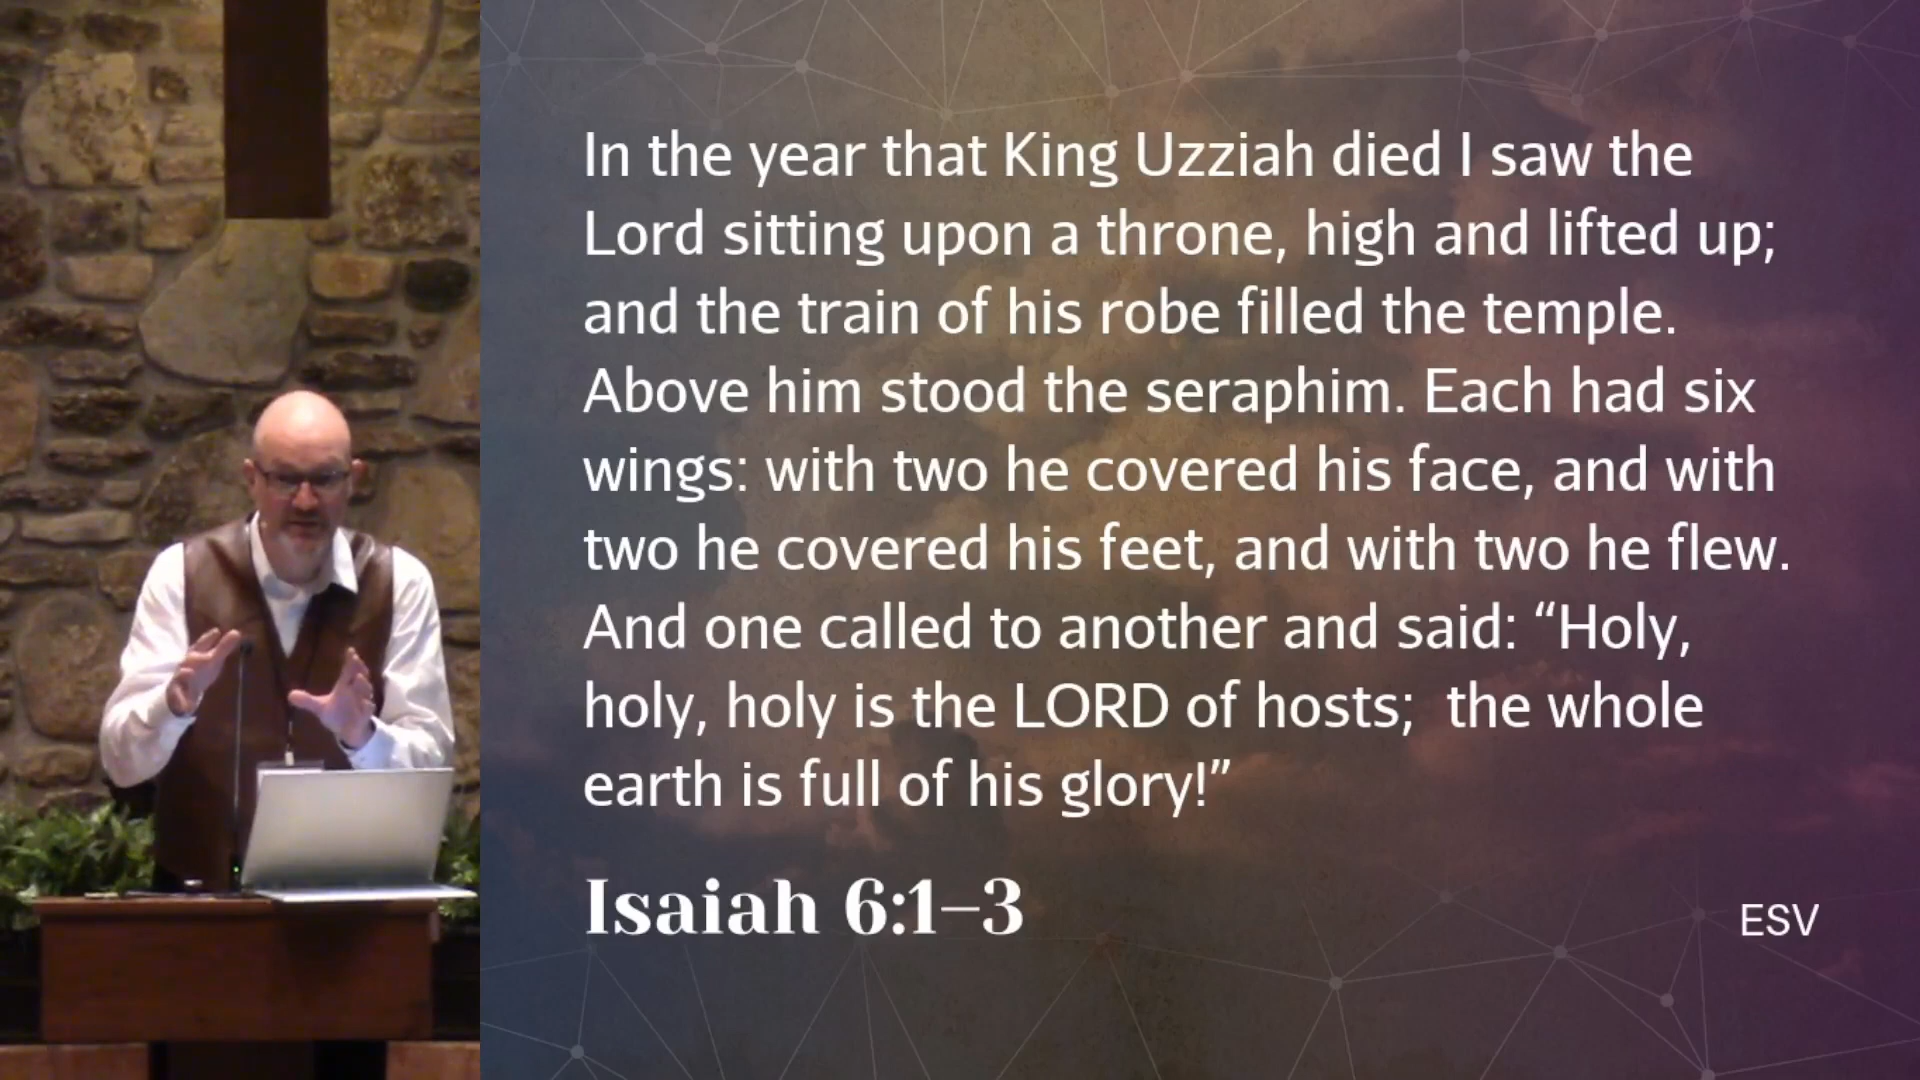 In the year that King Uzziah died I saw the
Lord sitting upon a throne, high and lifted up;
and the train of his robe filled the temple.
Above him stood the seraphim. Each had six
wings: with two he covered his face, and with
two he covered his feet, and with two he flew.
And one called to another and said: “Holy,
holy, holy is the LORD of hosts;  the whole
earth is full of his glory!”
Isaiah 6:1–3
ESV